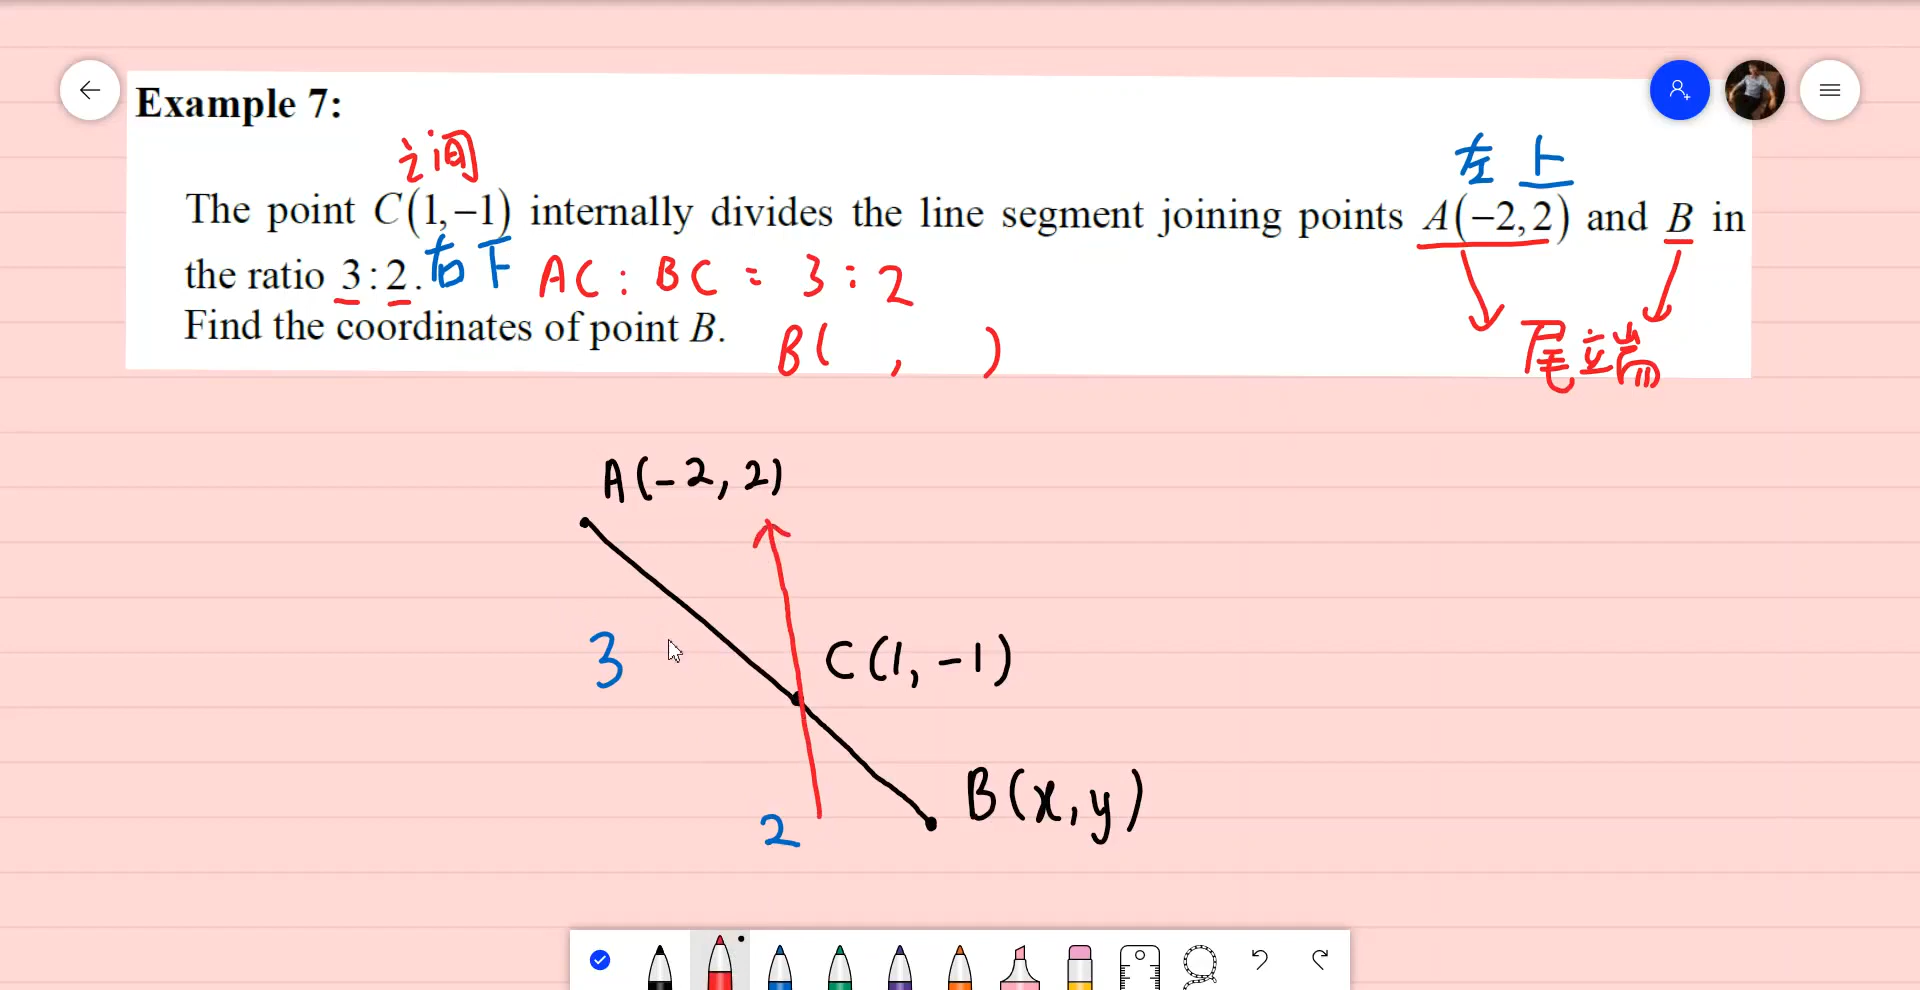 Example 7:
之间
左 上
The point C(1,−1) internally divides the line segment joining points A(−2,2) and B in
the ratio 3:2. 右下 AC : BC = 3 : 2
Find the coordinates of point B. B( , )
尾立端
A(-2,2)
3
C(1,-1)
B(x,y)
2